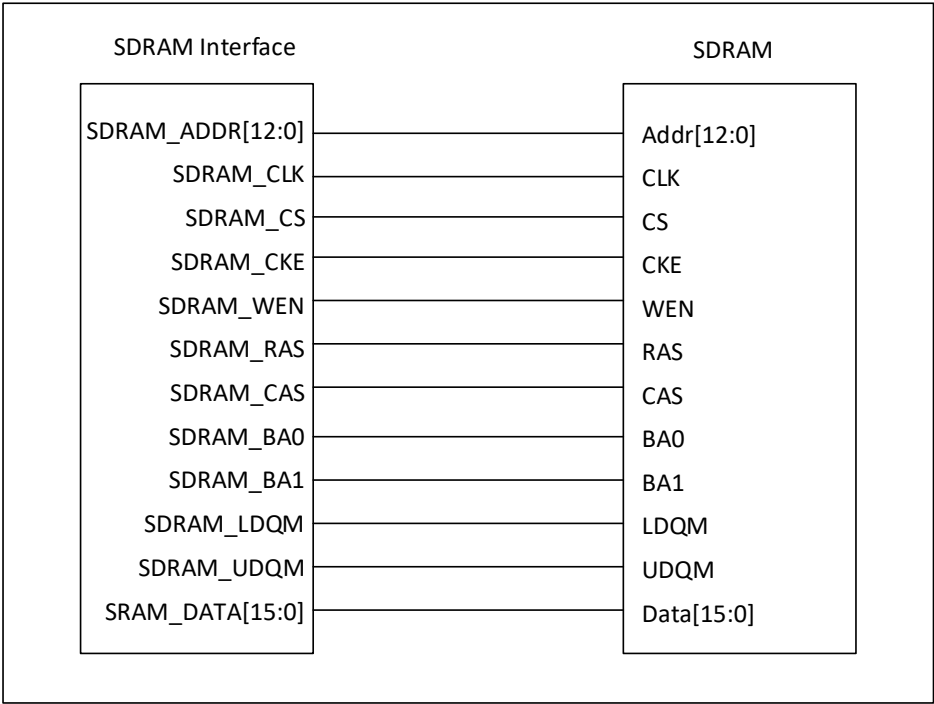 SDRAM Interface
SDRAM
SDRAM_ADDR[12:0]
Addr[12:0]
SDRAM_CLK
CLK
SDRAM_CS
CS
SDRAM_CKE
CKE
SDRAM_WEN
WEN
SDRAM_RAS
RAS
SDRAM_CAS
CAS
SDRAM_BA0
BA0
SDRAM_BA1
BA1
SDRAM_LDQM
LDQM
SDRAM_UDQM
UDQM
SRAM_DATA[15:0]
Data[15:0]